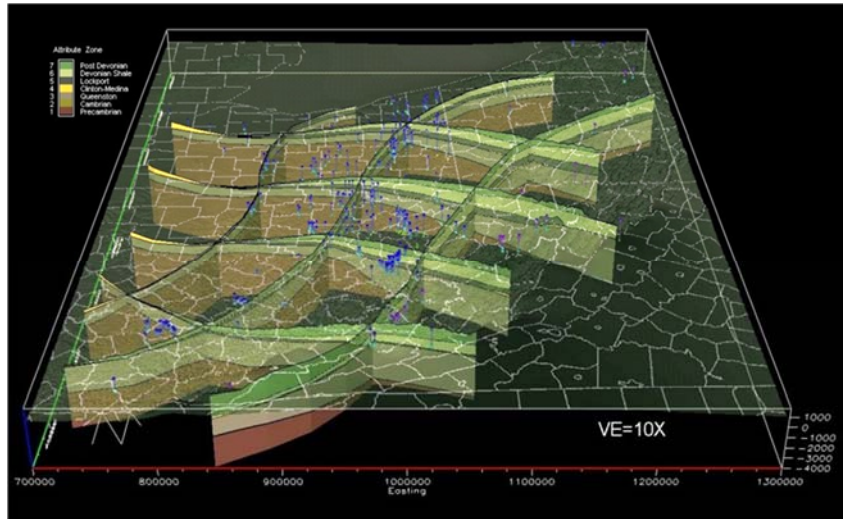 Attribute Zone
7 Post Devonian
6 Devonian Shale
5 Lockport
4 Clinton-Medina
3 Queenston
2 Cambrian
1 Precambrian
VE=10X
1000
0
-1000
-2000
-3000
-4000
700000 800000 900000 1000000 1100000 1200000 1300000
Easting